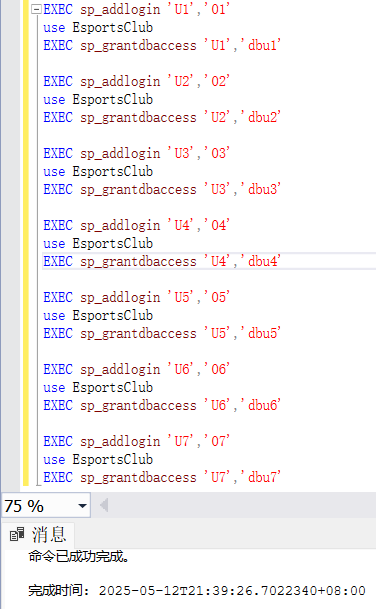 EXEC sp_addlogin 'U1','01'
use EsportsClub
EXEC sp_grantdbaccess 'U1','dbu1'
EXEC sp_addlogin 'U2','02'
use EsportsClub
EXEC sp_grantdbaccess 'U2','dbu2'
EXEC sp_addlogin 'U3','03'
use EsportsClub
EXEC sp_grantdbaccess 'U3','dbu3'
EXEC sp_addlogin 'U4','04'
use EsportsClub
EXEC sp_grantdbaccess 'U4','dbu4'
EXEC sp_addlogin 'U5','05'
use EsportsClub
EXEC sp_grantdbaccess 'U5','dbu5'
EXEC sp_addlogin 'U6','06'
use EsportsClub
EXEC sp_grantdbaccess 'U6','dbu6'
EXEC sp_addlogin 'U7','07'
use EsportsClub
EXEC sp_grantdbaccess 'U7','dbu7'
75 %
消息
命令已成功完成。
完成时间: 2025-05-12T21:39:26.7022340+08:00